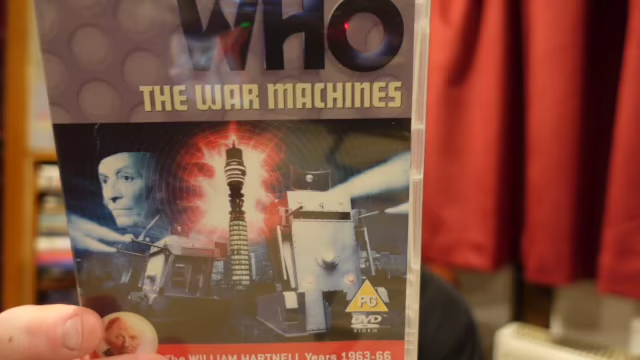 WHO
THE WAR MACHINES
PG
DVD
VIDEO
The WILLIAM HARTNELL Years 1963-66